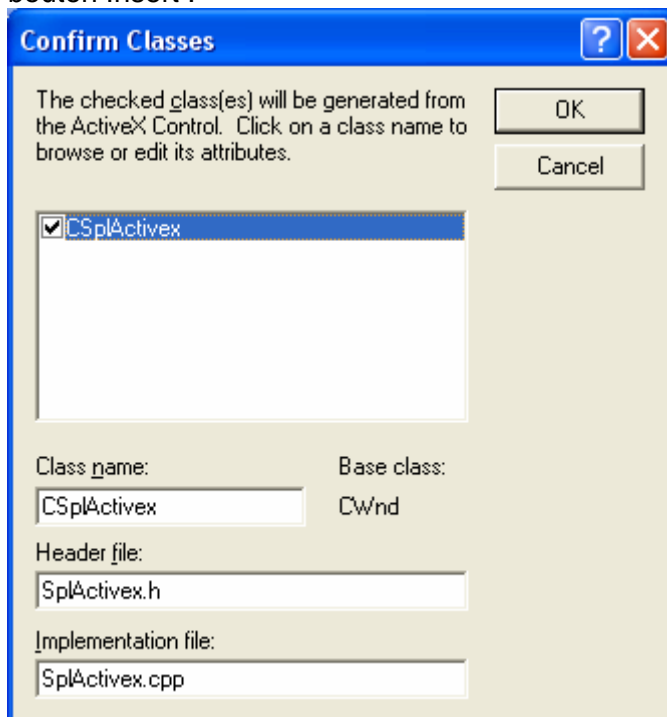 bouton Insert :
Confirm Classes
The checked class(es) will be generated from
the ActiveX Control. Click on a class name to
browse or edit its attributes.
OK
Cancel
CSplActivex
Class name:
Base class:
CSplActivex
CWnd
Header file:
SplActivex.h
Implementation file:
SplActivex.cpp